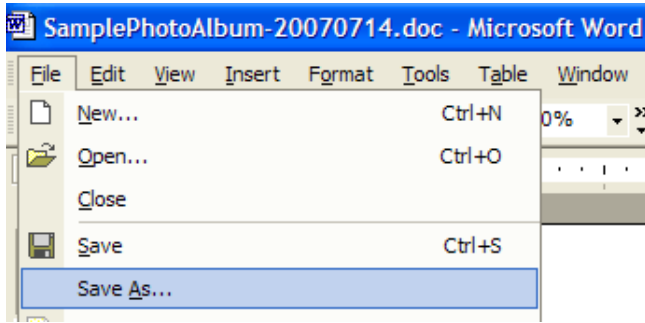 SamplePhotoAlbum-20070714.doc - Microsoft Word
File Edit View Insert Format Tools Table Window
New... Ctrl+N 0%
Open... Ctrl+O
Close
Save Ctrl+S
Save As...